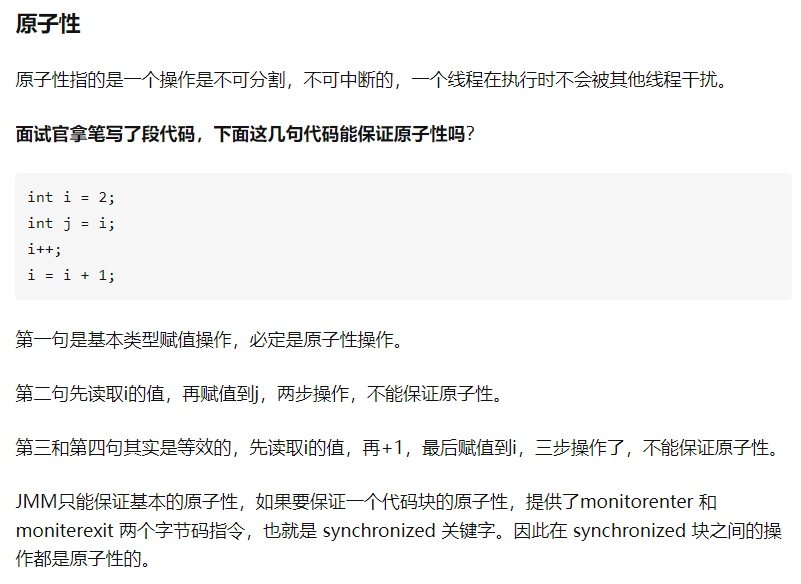 原子性
原子性指的是一个操作是不可分割，不可中断的，一个线程在执行时不会被其他线程干扰。
面试官拿笔写了段代码，下面这几句代码能保证原子性吗？
int i = 2;
int j = i;
i++;
i = i + 1;
第一句是基本类型赋值操作，必定是原子性操作。
第二句先读取i的值，再赋值到j，两步操作，不能保证原子性。
第三和第四句其实是等效的，先读取i的值，再+1，最后赋值到i，三步操作了，不能保证原子性。
JMM只能保证基本的原子性，如果要保证一个代码块的原子性，提供了monitorenter 和
moniterexit 两个字节码指令，也就是 synchronized 关键字。因此在 synchronized 块之间的操
作都是原子性的。